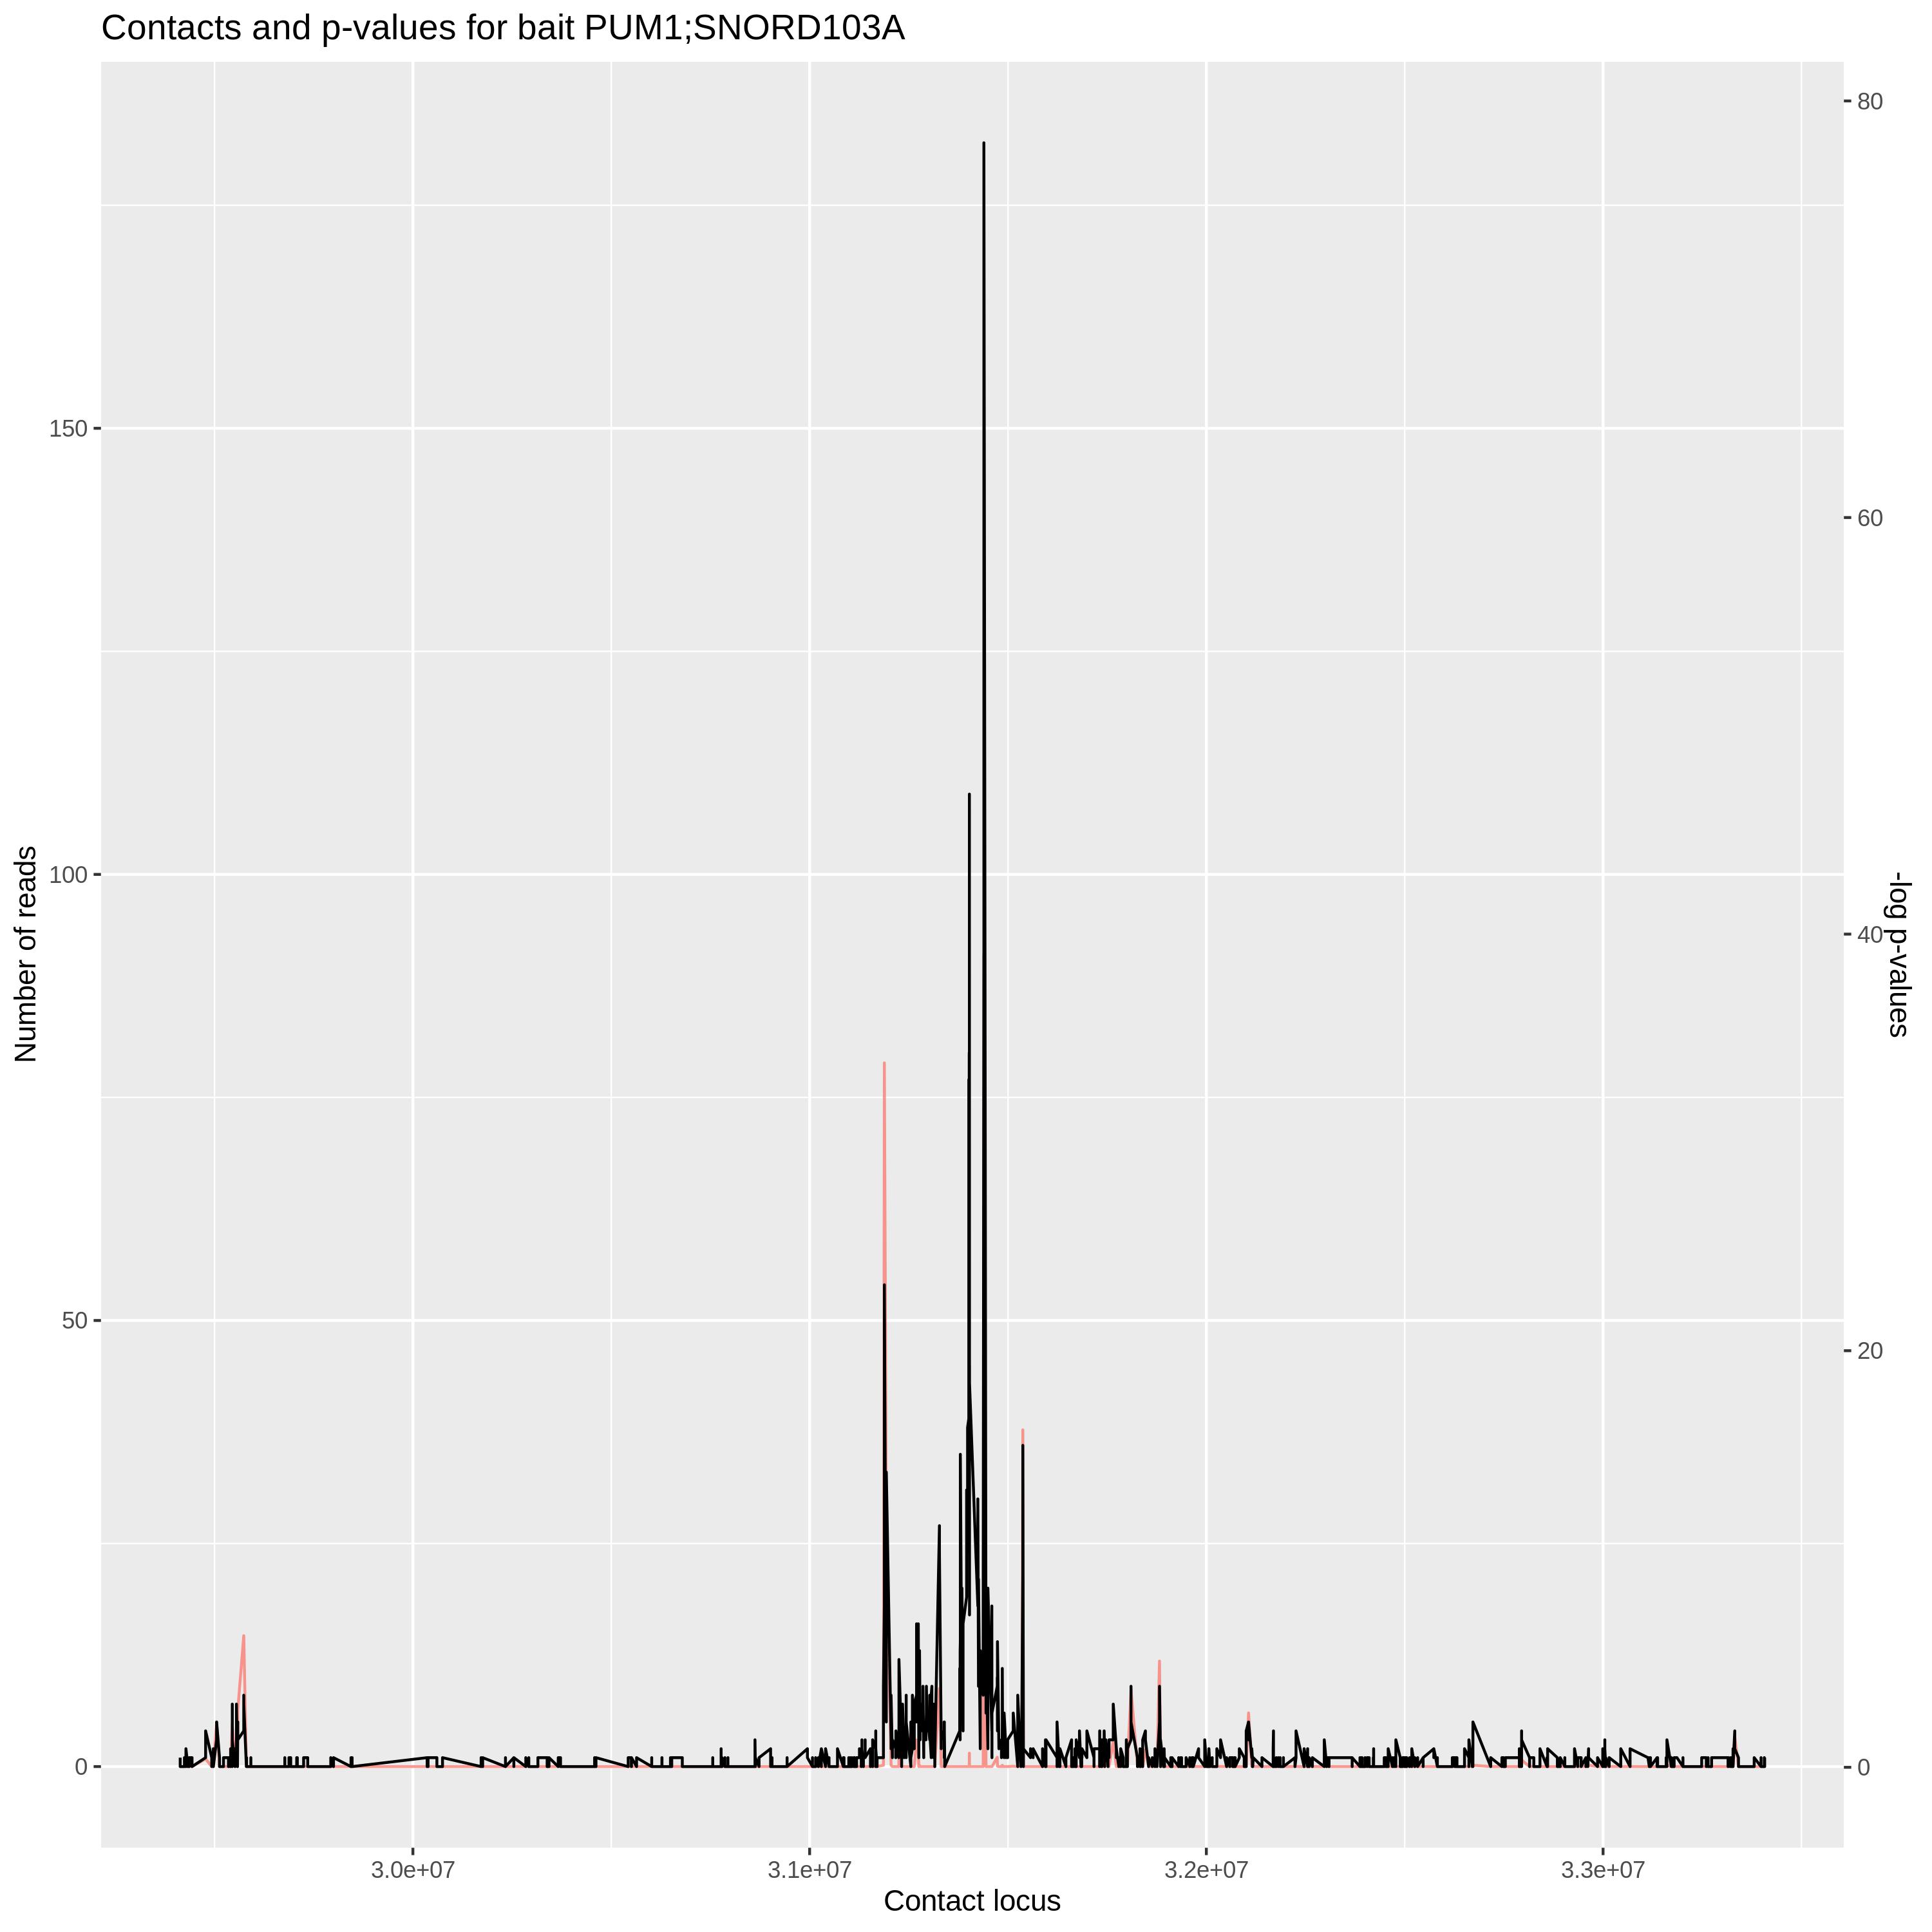 Contacts and p-values for bait PUM1;SNORD103A
80
150
60
Number of reads
100
40
-log p-values
50
20
0
0
3.0e+07
3.1e+07
3.2e+07
3.3e+07
Contact locus